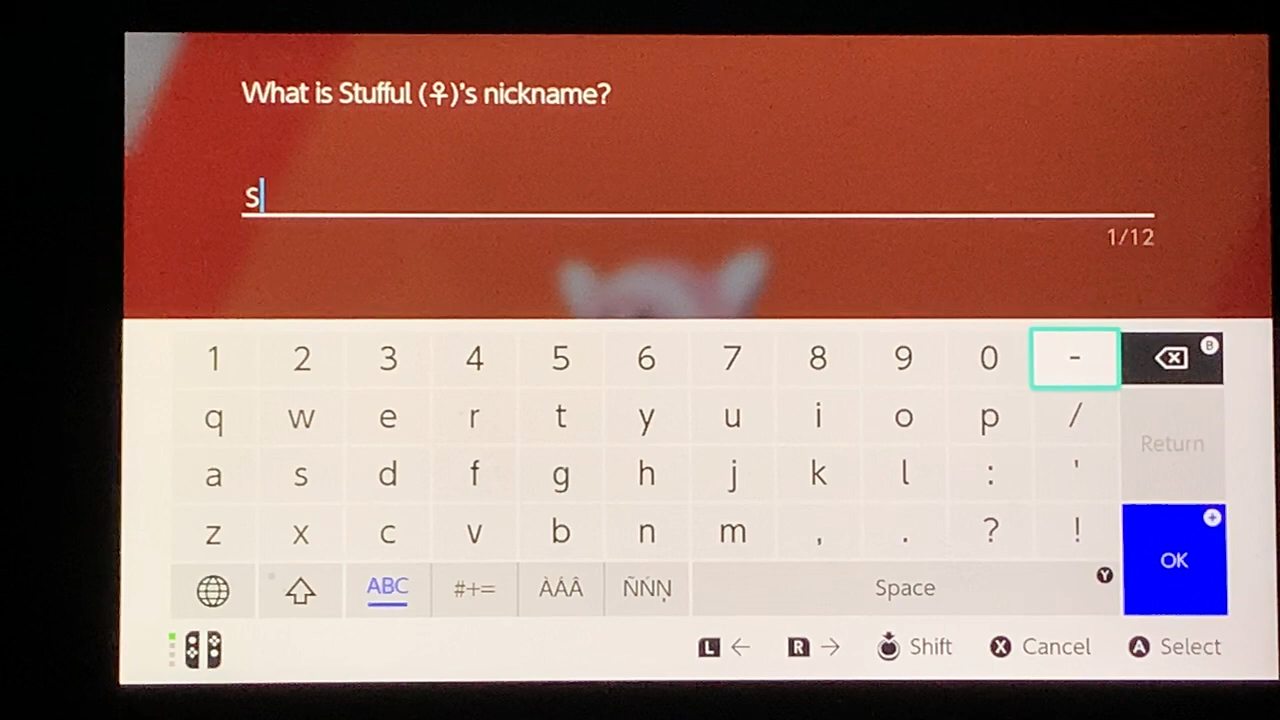 What is Stufful (♀)'s nickname?
S
1/12
1 2 3 4 5 6 7 8 9 0 - B
q w e r t y u i o p / Return
a s d f g h j k l : '
z x c v b n m , . ? ! + OK
ABC #+= ÀÁÂ ÑŃŅ Space Y
L ← R → Shift X Cancel A Select